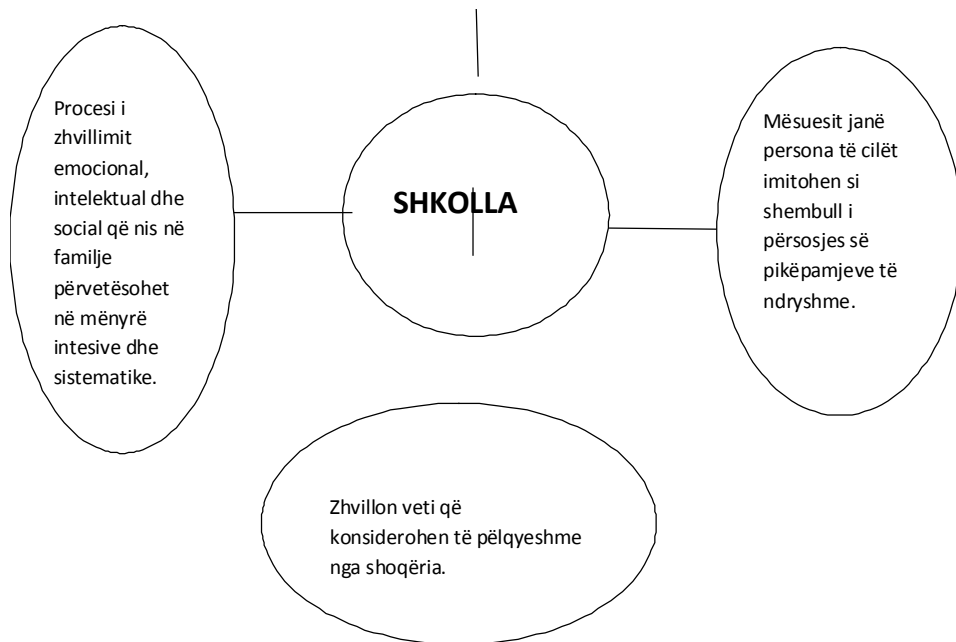 Procesi i
zhvillimit
emocional,
intelektual dhe
social që nis në
familje
përvetësohet
në mënyrë
intesive dhe
sistematike.
SHKOLLA
Mësuesit janë
persona të cilët
imitohen si
shembull i
përsosjes së
pikëpamjeve të
ndryshme.
Zhvillon veti që
konsiderohen të pëlqyeshme
nga shoqëria.